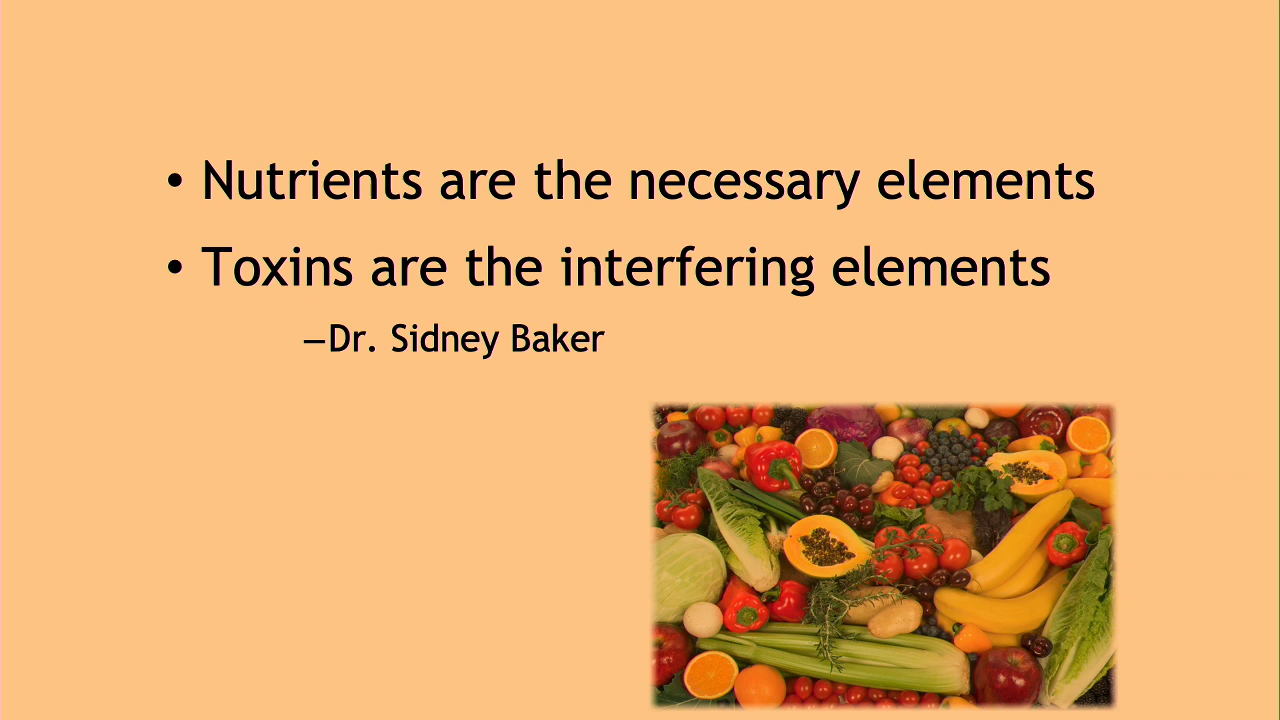 • Nutrients are the necessary elements
• Toxins are the interfering elements
–Dr. Sidney Baker